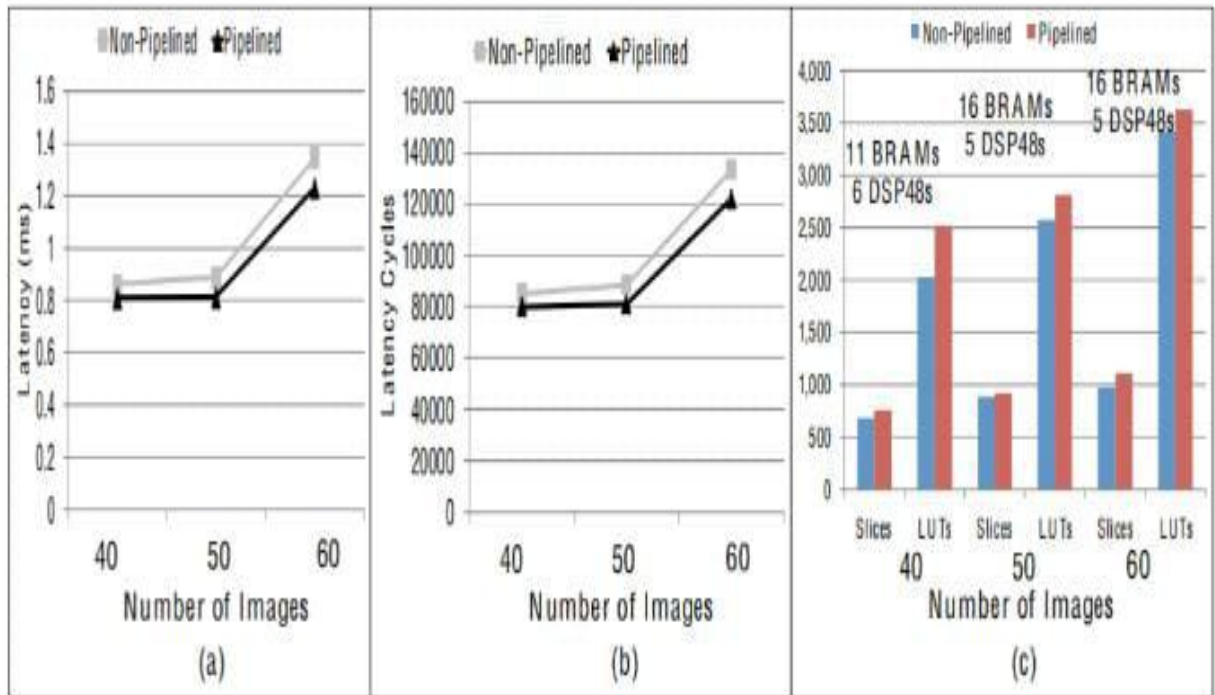 Non-Pipelined Pipelined
Latency (ms)
1.6
1.4
1.2
1
0.8
0.6
0.4
0.2
0
40 50 60
Number of Images
(a)
Non-Pipelined Pipelined
Latency Cycles
160000
140000
120000
100000
80000
60000
40000
20000
0
40 50 60
Number of Images
(b)
Non-Pipelined Pipelined
4,000
3,500
3,000
2,500
2,000
1,500
1,000
500
0
11 BRAMs
6 DSP48s
16 BRAMs
5 DSP48s
16 BRAMs
5 DSP48s
Slices LUTs Slices LUTs Slices LUTs
40 50 60
Number of Images
(c)